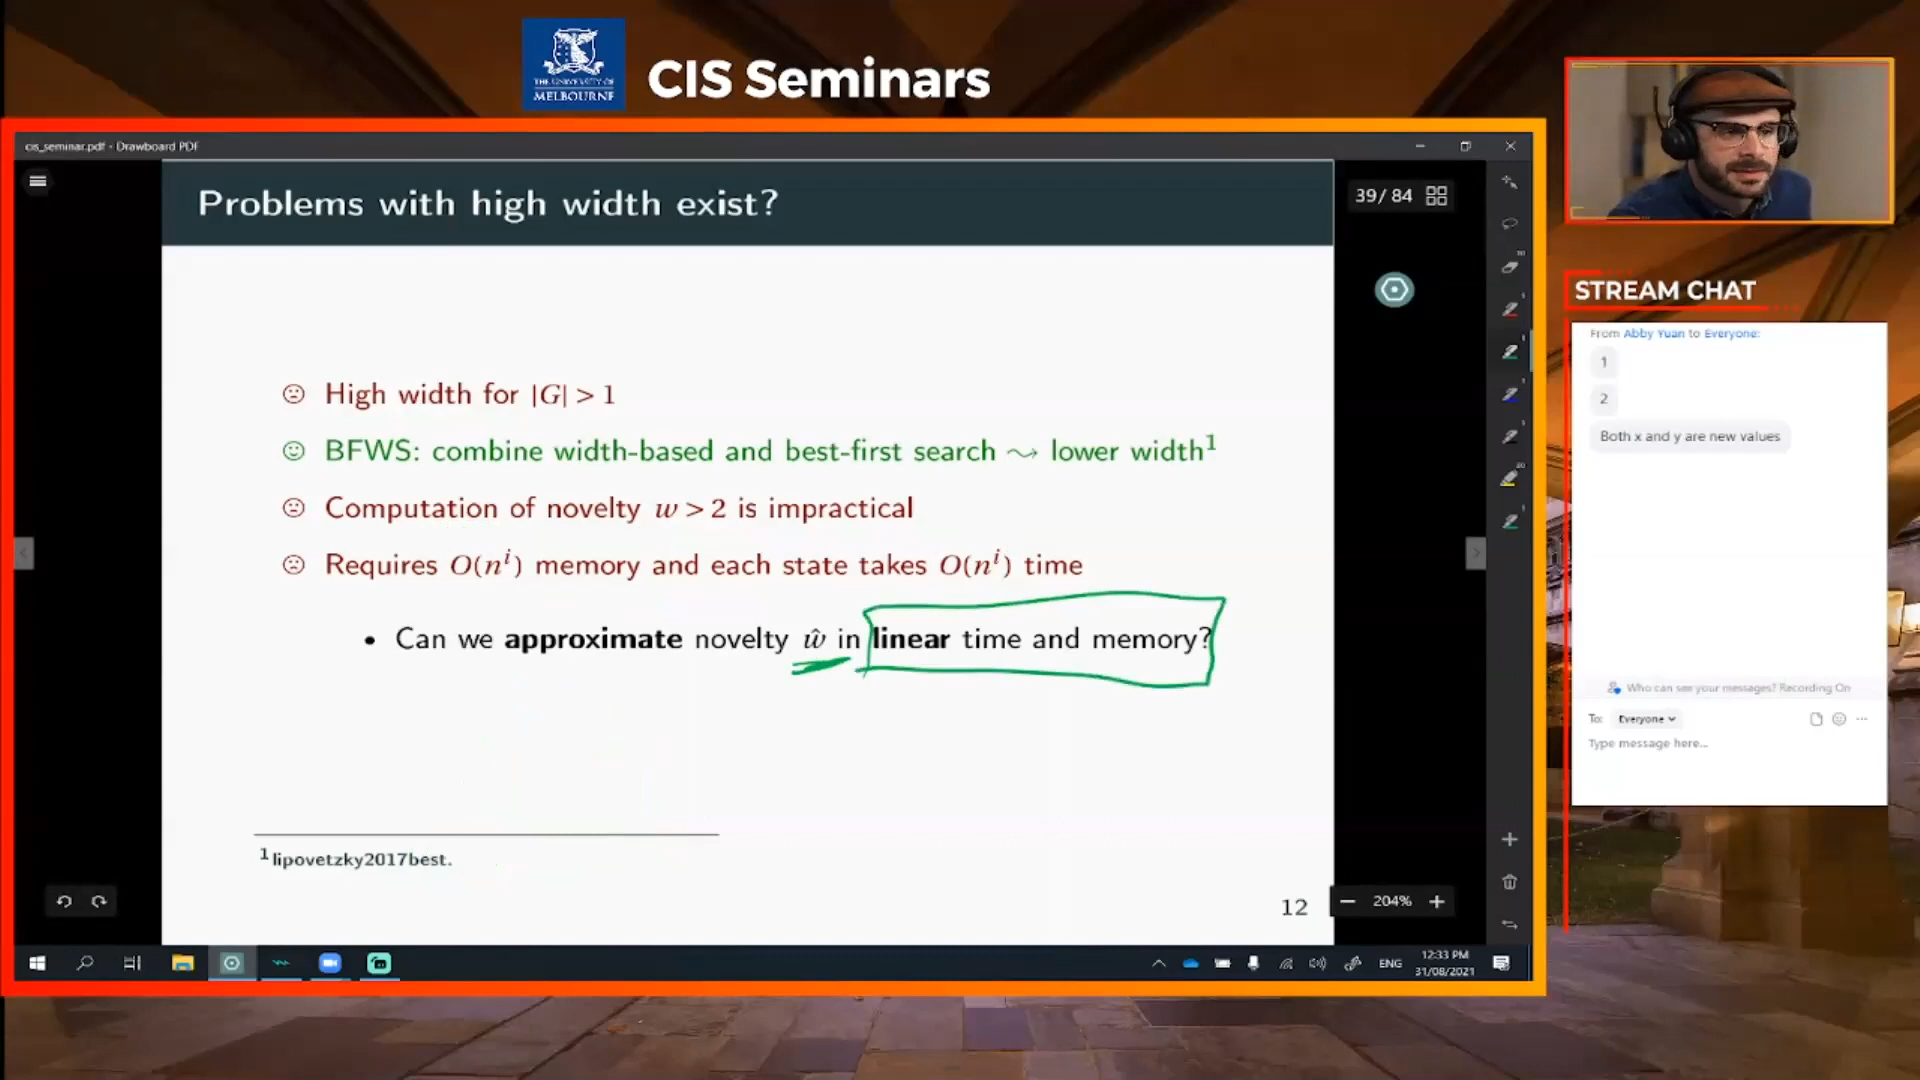 THE UNIVERSITY OF
MELBOURNE
CIS Seminars
cis_seminar.pdf - Drawboard PDF
Problems with high width exist?
39 / 84
High width for |G| > 1
BFWS: combine width-based and best-first search ⤳ lower width¹
Computation of novelty w > 2 is impractical
Requires O(nⁱ) memory and each state takes O(nⁱ) time
• Can we approximate novelty ŵ in linear time and memory?
¹lipovetzky2017best.
12
204%
ENG
12:33 PM
31/08/2021
STREAM CHAT
From Abby Yuan to Everyone:
1
2
Both x and y are new values
Who can see your messages? Recording On
To: Everyone
Type message here...